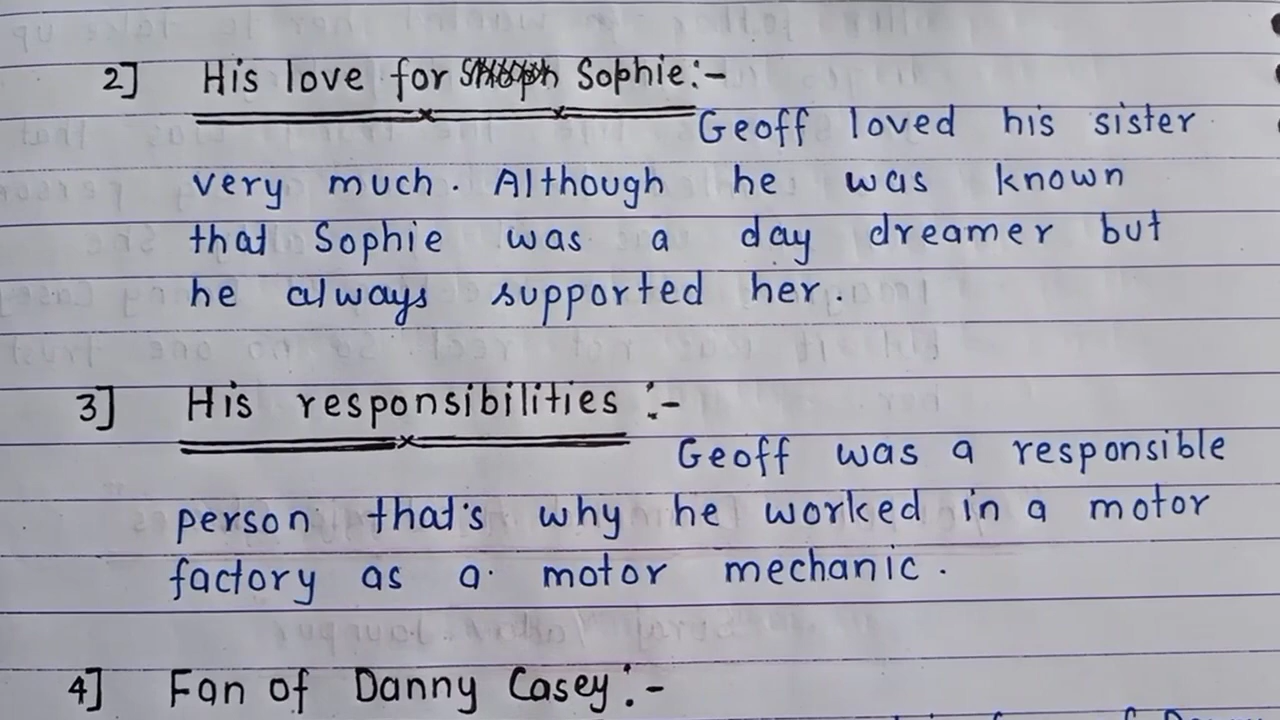 2] His love for Sophie:-
Geoff loved his sister
very much. Although he was known
that Sophie was a day dreamer but
he always supported her.
3] His responsibilities :-
Geoff was a responsible
person that's why he worked in a motor
factory as a motor mechanic.
4] Fan of Danny Casey:-